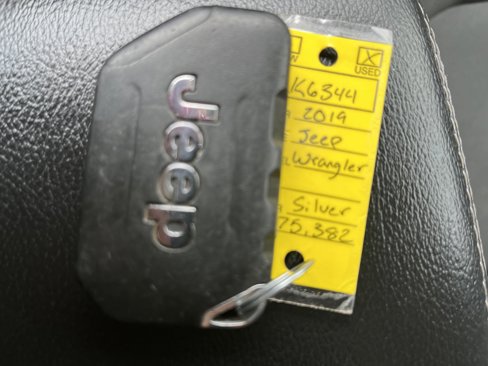 Jeep
X
USED
K6344
2019
Jeep
Wrangler
Silver
75,382